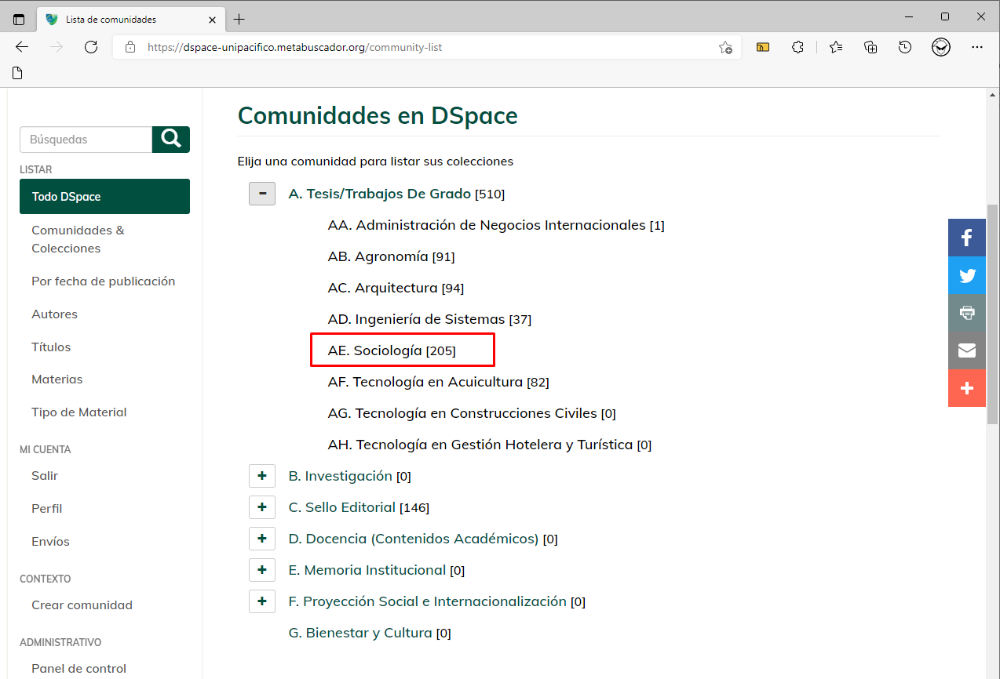 Lista de comunidades
https://dspace-unipacifico.metabuscador.org/community-list
Búsquedas
LISTAR
Todo DSpace
Comunidades &
Colecciones
Por fecha de publicación
Autores
Títulos
Materias
Tipo de Material
MI CUENTA
Salir
Perfil
Envíos
CONTEXTO
Crear comunidad
ADMINISTRATIVO
Panel de control
Comunidades en DSpace
Elija una comunidad para listar sus colecciones
A. Tesis/Trabajos De Grado [510]
AA. Administración de Negocios Internacionales [1]
AB. Agronomía [91]
AC. Arquitectura [94]
AD. Ingeniería de Sistemas [37]
AE. Sociología [205]
AF. Tecnología en Acuicultura [82]
AG. Tecnología en Construcciones Civiles [0]
AH. Tecnología en Gestión Hotelera y Turística [0]
B. Investigación [0]
C. Sello Editorial [146]
D. Docencia (Contenidos Académicos) [0]
E. Memoria Institucional [0]
F. Proyección Social e Internacionalización [0]
G. Bienestar y Cultura [0]